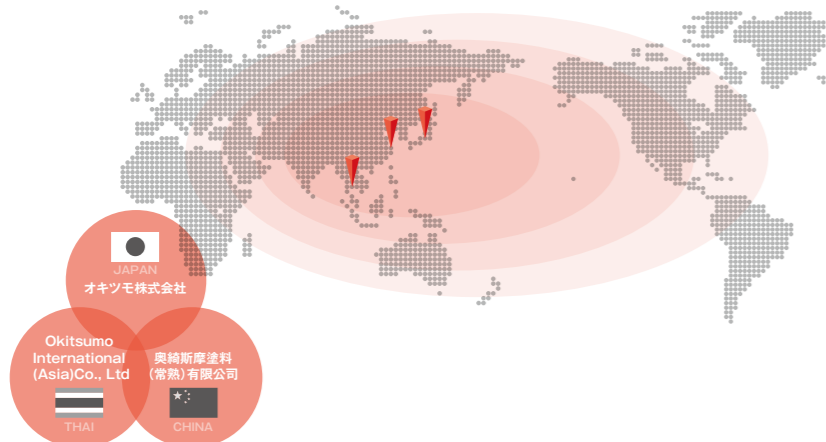 JAPAN
オキツモ株式会社
Okitsumo
International
(Asia)Co., Ltd
THAI
奥綺斯摩塗料
（常熟）有限公司
CHINA